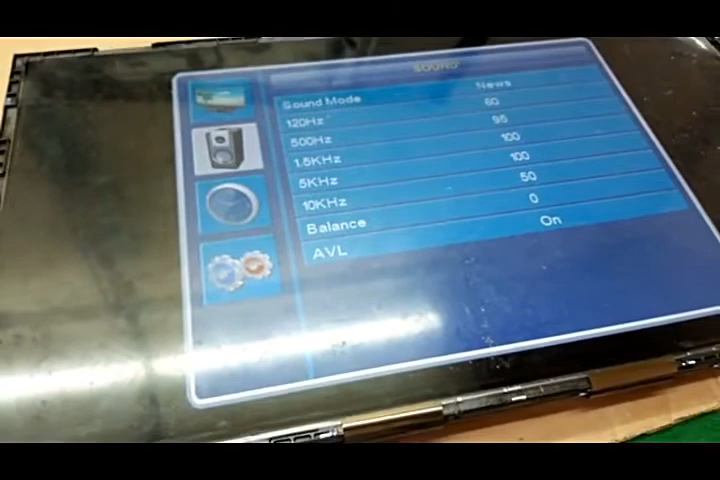 SOUND
Sound Mode News
120Hz 60
500Hz 95
1.5KHz 100
5KHz 100
10KHz 50
Balance 0
AVL On